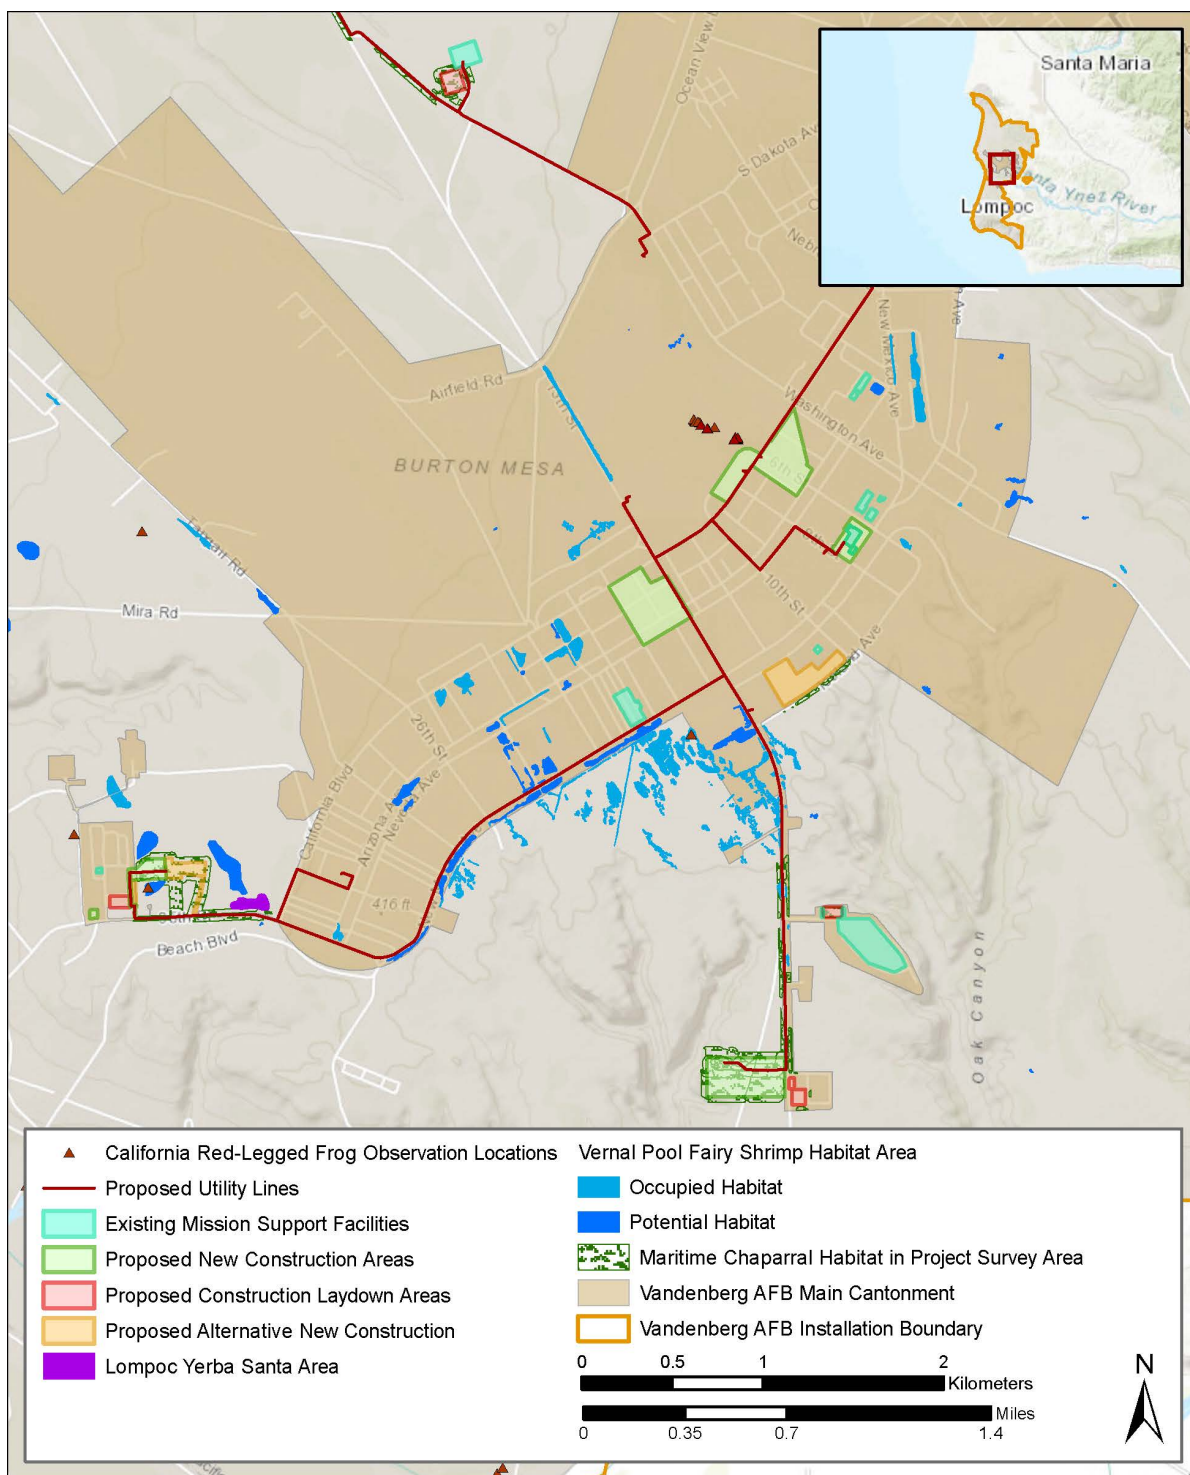 Santa Maria
Santa Ynez River
Lompoc
Ocean View
S Dakota Ave
New Mexico Ave
Ave
Airfield Rd
13th St
Washington Ave
BURTON MESA
6th St
Tangair Rd
10th St
Mira Rd
26th St
California Blvd
Arizona A
Nevada Ave
416 ft
Beach Blvd
Oak Canyon
California Red-Legged Frog Observation Locations
Proposed Utility Lines
Existing Mission Support Facilities
Proposed New Construction Areas
Proposed Construction Laydown Areas
Proposed Alternative New Construction
Lompoc Yerba Santa Area
Vernal Pool Fairy Shrimp Habitat Area
Occupied Habitat
Potential Habitat
Maritime Chaparral Habitat in Project Survey Area
Vandenberg AFB Main Cantonment
Vandenberg AFB Installation Boundary
0 0.5 1 2
Kilometers
Miles
0 0.35 0.7 1.4
N